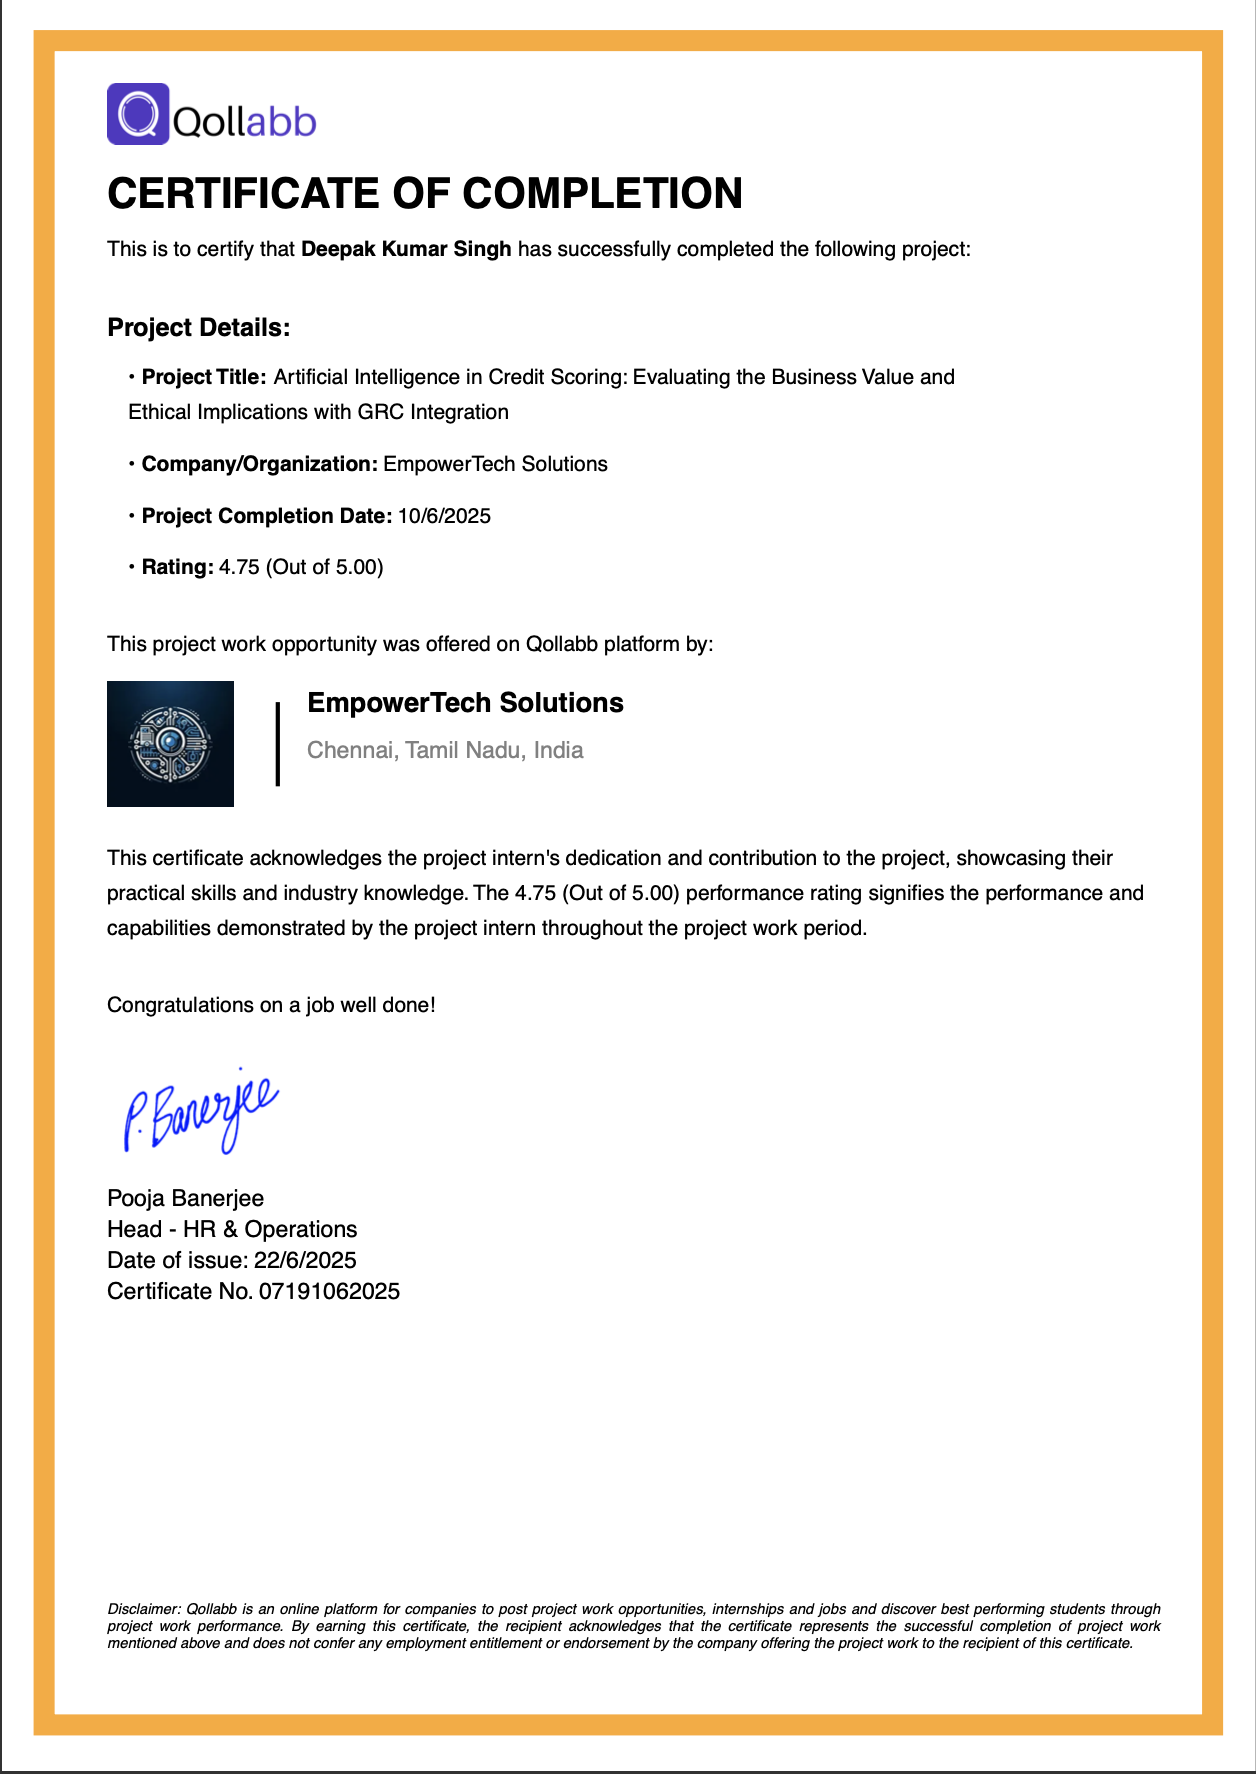 Qollabb
CERTIFICATE OF COMPLETION
This is to certify that Deepak Kumar Singh has successfully completed the following project:
Project Details:
• Project Title: Artificial Intelligence in Credit Scoring: Evaluating the Business Value and
Ethical Implications with GRC Integration
• Company/Organization: EmpowerTech Solutions
• Project Completion Date: 10/6/2025
• Rating: 4.75 (Out of 5.00)
This project work opportunity was offered on Qollabb platform by:
EmpowerTech Solutions
Chennai, Tamil Nadu, India
This certificate acknowledges the project intern's dedication and contribution to the project, showcasing their
practical skills and industry knowledge. The 4.75 (Out of 5.00) performance rating signifies the performance and
capabilities demonstrated by the project intern throughout the project work period.
Congratulations on a job well done!
P. Banerjee
Pooja Banerjee
Head - HR & Operations
Date of issue: 22/6/2025
Certificate No. 07191062025
Disclaimer: Qollabb is an online platform for companies to post project work opportunities, internships and jobs and discover best performing students through
project work performance. By earning this certificate, the recipient acknowledges that the certificate represents the successful completion of project work
mentioned above and does not confer any employment entitlement or endorsement by the company offering the project work to the recipient of this certificate.